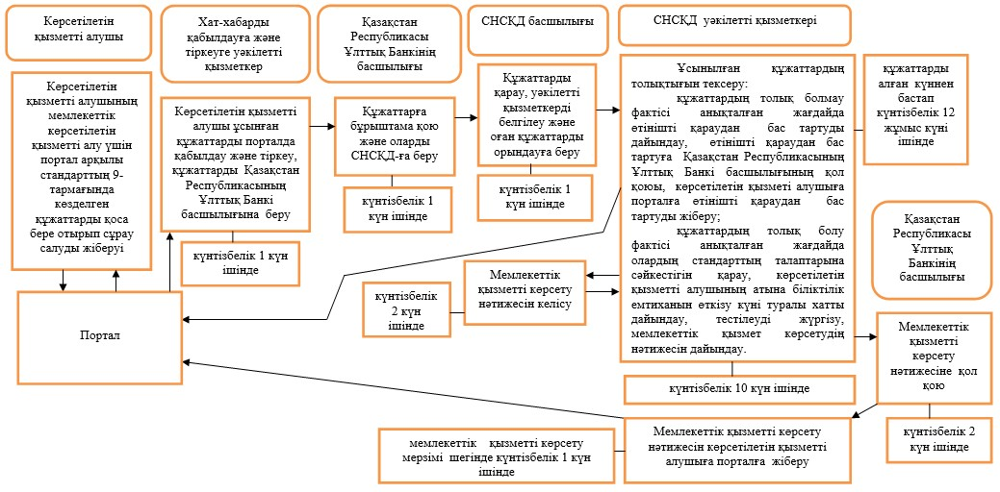 Көрсетілетін
қызметті алушы
Хат-хабарды
қабылдауға және
тіркеуге уәкілетті
қызметкер
Қазақстан
Республикасы
Ұлттық Банкінің
басшылығы
СНСҚД басшылығы
СНСҚД уәкілетті қызметкері
Көрсетілетін
қызметті алушының
мемлекеттік
көрсетілетін
қызметті алу үшін
портал арқылы
стандарттың 9-
тармағында
көзделген
құжаттарды қоса
бере отырып сұрау
салуды жіберуі
Көрсетілетін қызметті
алушы ұсынған
құжаттарды порталда
қабылдау және тіркеу,
құжаттарды Қазақстан
Республикасының
Ұлттық Банкі
басшылығына беру
күнтізбелік 1 күн
ішінде
Құжаттарға
бұрыштама қою
және оларды
СНСҚД-ға беру
күнтізбелік 1
күн ішінде
Құжаттарды
қарау, уәкілетті
қызметкерді
белгілеу және
оған құжаттарды
орындауға беру
күнтізбелік 1
күн ішінде
Ұсынылған құжаттардың
толықтығын тексеру:
құжаттардың толық болмау
фактісі анықталған жағдайда
өтінішті қараудан бас тартуды
дайындау, өтінішті қараудан бас
тартуға Қазақстан Республикасының
Ұлттық Банкі басшылығының қол
қоюы, көрсетілетін қызметі алушыға
порталға өтінішті қараудан бас
тартуды жіберу;
құжаттардың толық болу
фактісі анықталған жағдайда
олардың стандарттың талаптарына
сәйкестігін қарау, көрсетілетін
қызметті алушының атына біліктілік
емтиханын өткізу күні туралы хатты
дайындау, тестілеуді жүргізу,
мемлекеттік қызмет көрсетудің
нәтижесін дайындау.
құжаттарды
алған күннен
бастап
күнтізбелік 12
жұмыс күні
ішінде
Қазақстан
Республикасы
Ұлттық
Банкінің
басшылығы
Мемлекеттік
қызметті көрсету
нәтижесін келісу
күнтізбелік
2 күн
ішінде
Портал
Мемлекеттік
қызметті
көрсету
нәтижесіне қол
қою
күнтізбелік 10 күн ішінде
күнтізбелік 2
күн ішінде
Мемлекеттік қызметті көрсету
нәтижесін көрсетілетін қызметті
алушыға порталға жіберу
мемлекеттік қызметті көрсету
мерзімі шегінде күнтізбелік 1 күн
ішінде